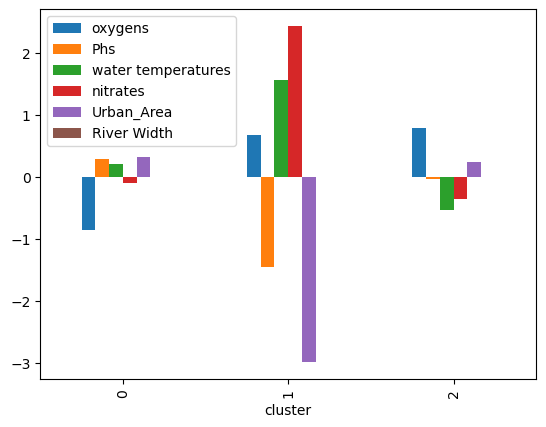 oxygens
Phs
water temperatures
nitrates
Urban_Area
River Width
2
1
0
−1
−2
−3
0
1
2
cluster